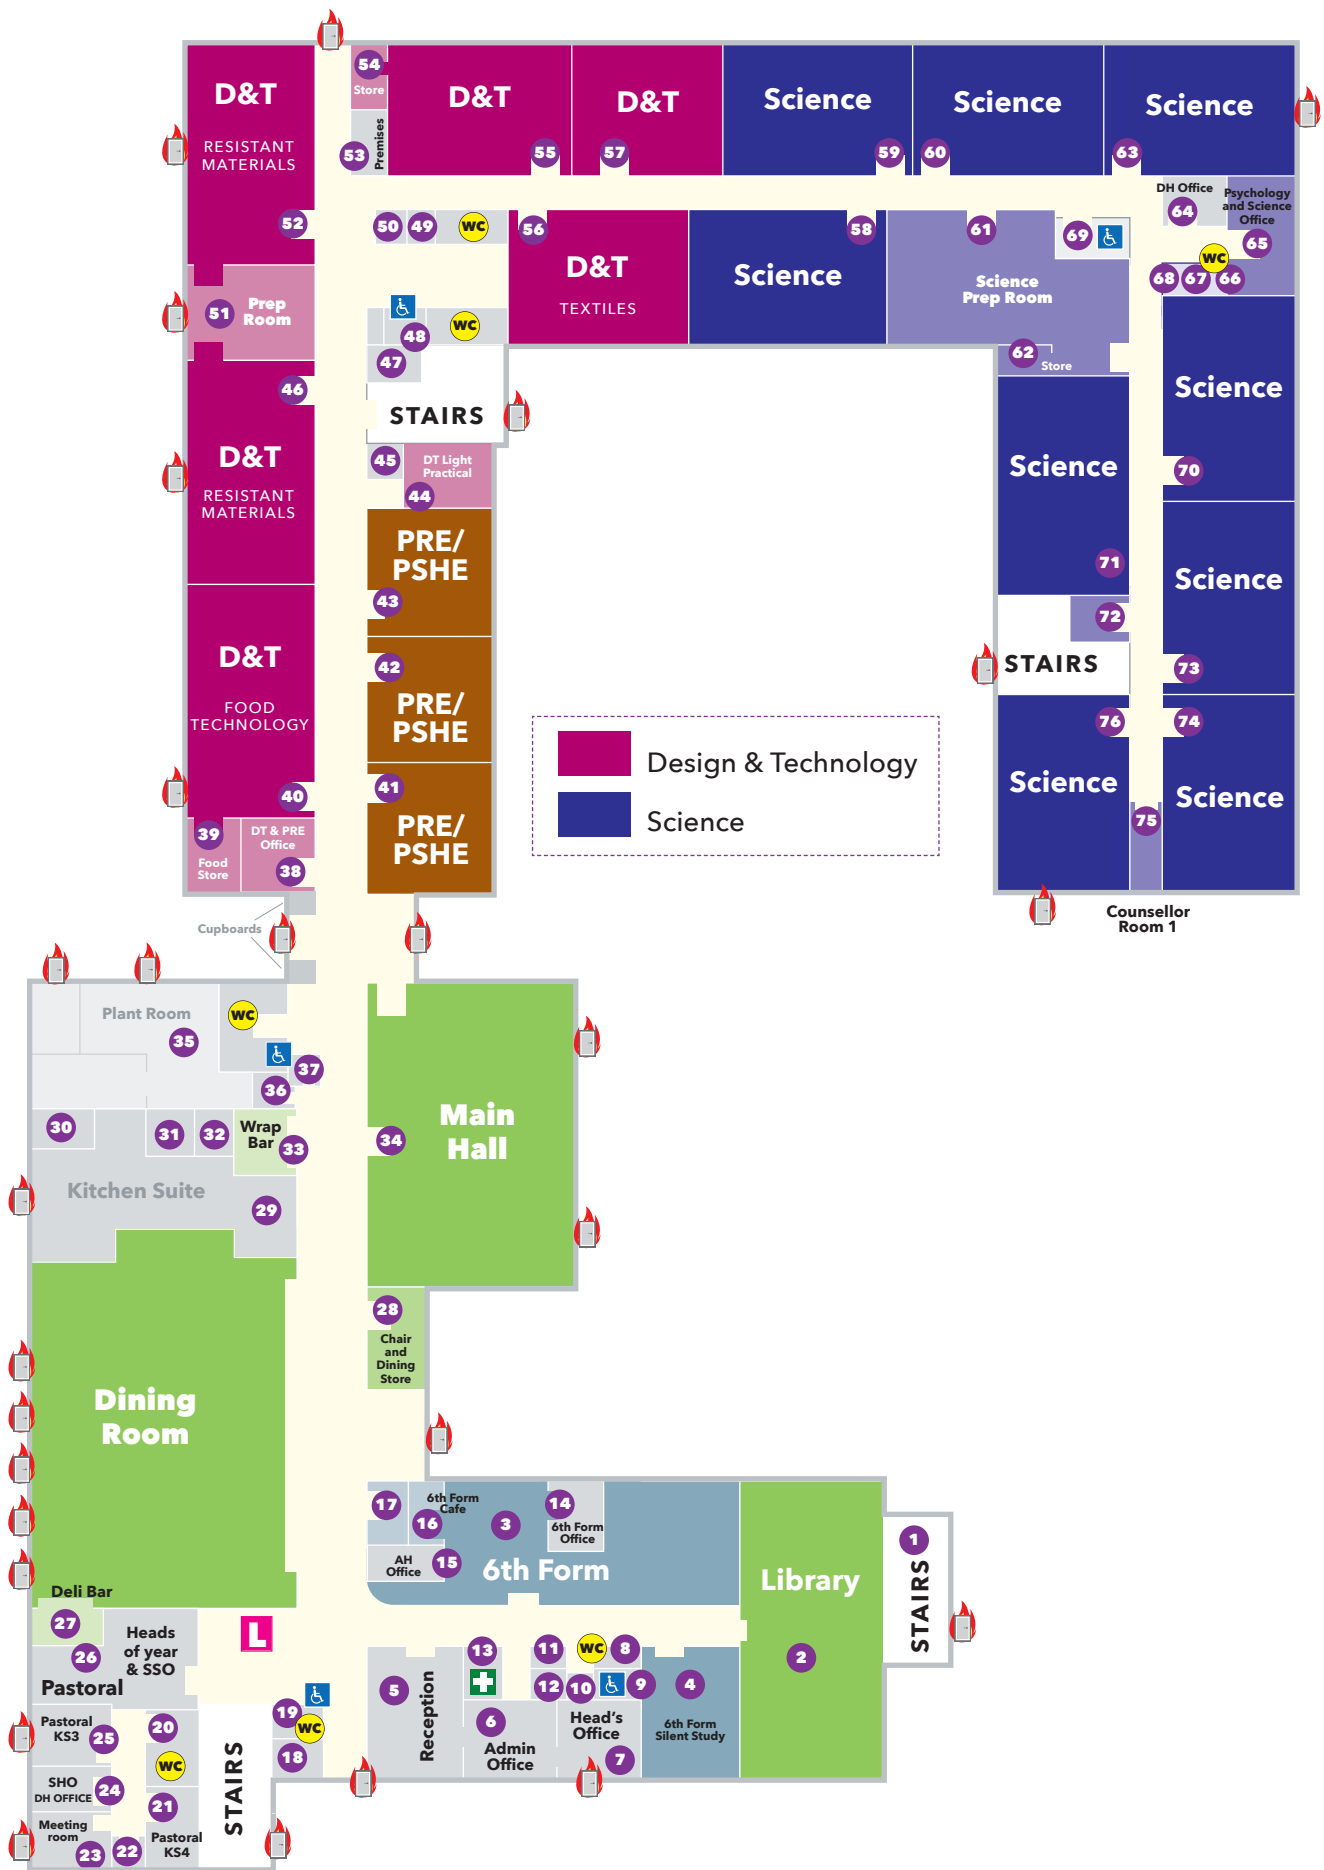 D&T
RESISTANT
MATERIALS
52
54
Store
53
Premises
D&T
55
D&T
57
Science
59
Science
60
Science
63
50
49
WC
56
D&T
TEXTILES
58
Science
61
Science
Prep Room
69
DH Office
64
Psychology
and Science
Office
65
WC
68
67
66
51
Prep
Room
48
WC
47
STAIRS
62
Store
46
D&T
RESISTANT
MATERIALS
45
DT Light
Practical
44
PRE/
PSHE
43
42
PRE/
PSHE
41
PRE/
PSHE
D&T
FOOD
TECHNOLOGY
40
39
Food
Store
DT & PRE
Office
38
Cupboards
Science
70
Science
71
72
STAIRS
Science
73
76
Science
74
Science
75
Counsellor
Room 1
Design & Technology
Science
Plant Room
35
WC
37
36
30
31
32
Wrap
Bar
33
Kitchen Suite
29
34
Main
Hall
28
Chair
and
Dining
Store
Dining
Room
17
6th Form
Cafe
16
3
14
6th Form
Office
AH
Office
15
6th Form
Library
2
1
STAIRS
Deli Bar
27
26
Heads
of year
& SSO
Pastoral
L
Pastoral
KS3
25
20
WC
SHO
DH OFFICE
24
21
Meeting
room
23
22
Pastoral
KS4
STAIRS
19
WC
18
5
Reception
13
6
Admin
Office
11
WC
8
12
10
9
Head's
Office
7
4
6th Form
Silent Study